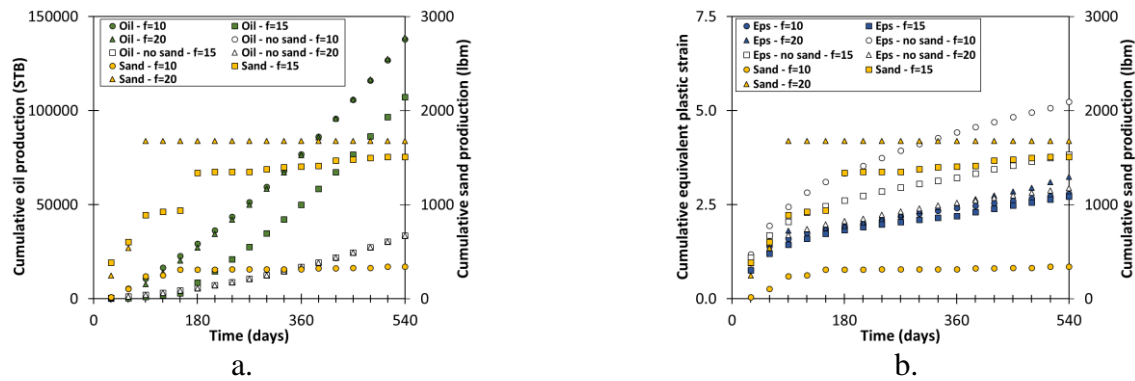 150000
100000
50000
0
Cumulative oil production (STB)
Oil - f=10
Oil - f=15
Oil - f=20
Oil - no sand - f=10
Oil - no sand - f=15
Oil - no sand - f=20
Sand - f=10
Sand - f=15
Sand - f=20
3000
2000
1000
0
Cumulative sand prodiuction (lbm)
0 180 360 540
Time (days)
a.
7.5
5.0
2.5
0.0
Cumulative equivalent plastic strain
Eps - f=10
Eps - f=15
Eps - f=20
Eps - no sand - f=10
Eps - no sand - f=15
Eps - no sand - f=20
Sand - f=10
Sand - f=15
Sand - f=20
3000
2000
1000
0
Cumulative sand prodiuction (lbm)
0 180 360 540
Time (days)
b.